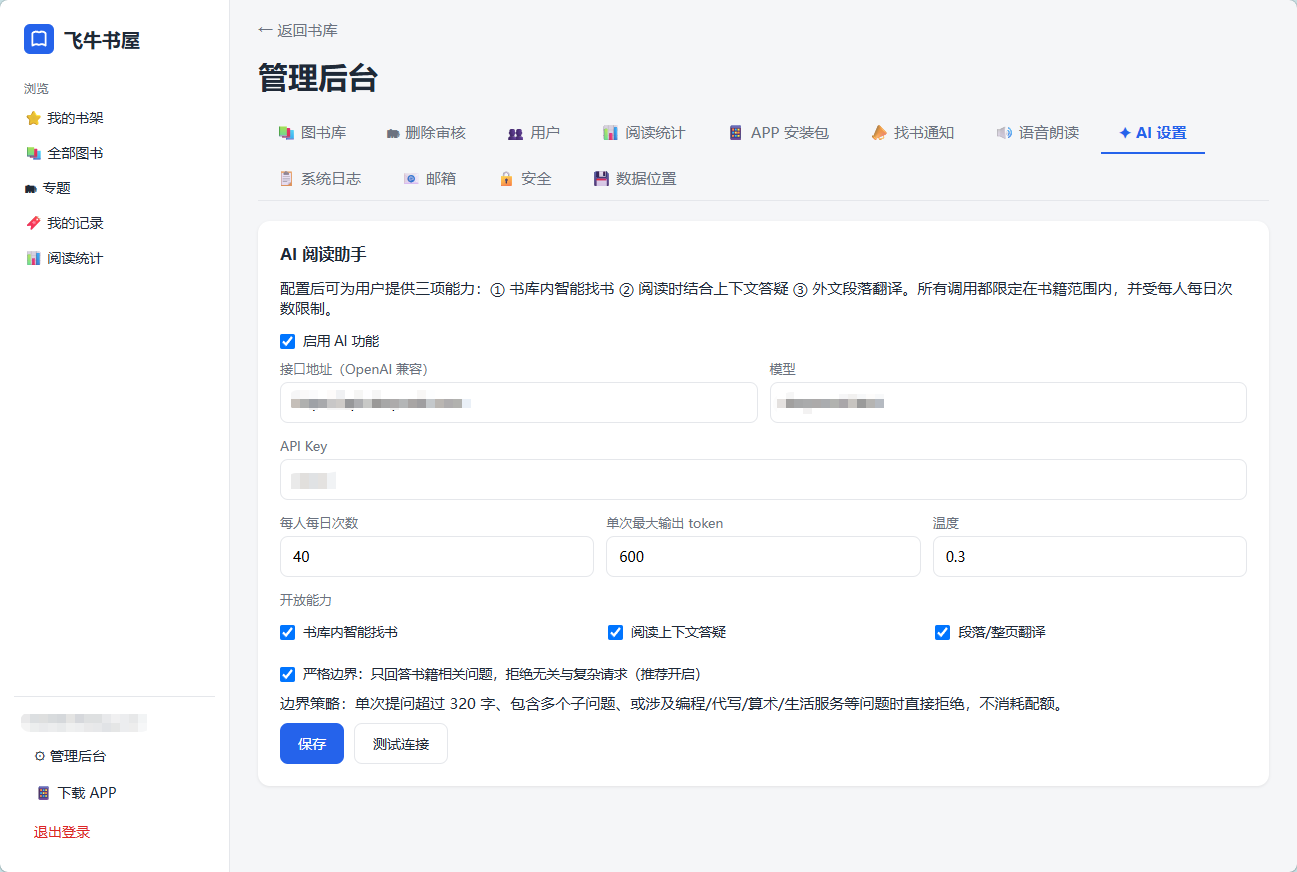 飞牛书屋
浏览
我的书架
全部图书
专题
我的记录
阅读统计
管理后台
下载 APP
退出登录
← 返回书库
管理后台
图书库
删除审核
用户
阅读统计
APP 安装包
找书通知
语音朗读
AI 设置
系统日志
邮箱
安全
数据位置
AI 阅读助手
配置后可为用户提供三项能力：① 书库内智能找书 ② 阅读时结合上下文答疑 ③ 外文段落翻译。所有调用都限定在书籍范围内，并受每人每日次
数限制。
启用 AI 功能
接口地址（OpenAI 兼容）
模型
API Key
每人每日次数
单次最大输出 token
温度
40
600
0.3
开放能力
书库内智能找书
阅读上下文答疑
段落/整页翻译
严格边界：只回答书籍相关问题，拒绝无关与复杂请求（推荐开启）
边界策略：单次提问超过 320 字、包含多个子问题、或涉及编程/代写/算术/生活服务等问题时直接拒绝，不消耗配额。
保存
测试连接